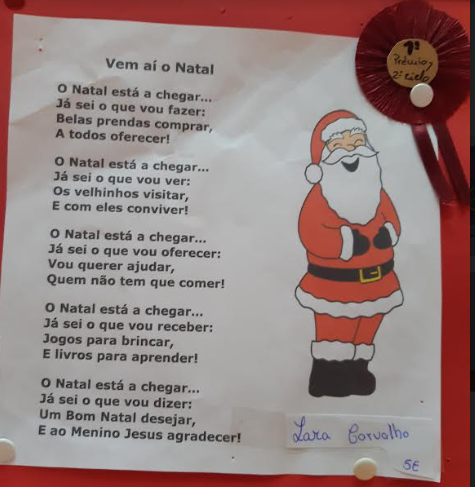 Vem aí o Natal
O Natal está a chegar...
Já sei o que vou fazer:
Belas prendas comprar,
A todos oferecer!
O Natal está a chegar...
Já sei o que vou ver:
Os velhinhos visitar,
E com eles conviver!
O Natal está a chegar...
Já sei o que vou oferecer:
Vou querer ajudar,
Quem não tem que comer!
O Natal está a chegar...
Já sei o que vou receber:
Jogos para brincar,
E livros para aprender!
O Natal está a chegar...
Já sei o que vou dizer:
Um Bom Natal desejar,
E ao Menino Jesus agradecer!
Lara Carvalho
5E
1º
Prémio,
2º ciclo